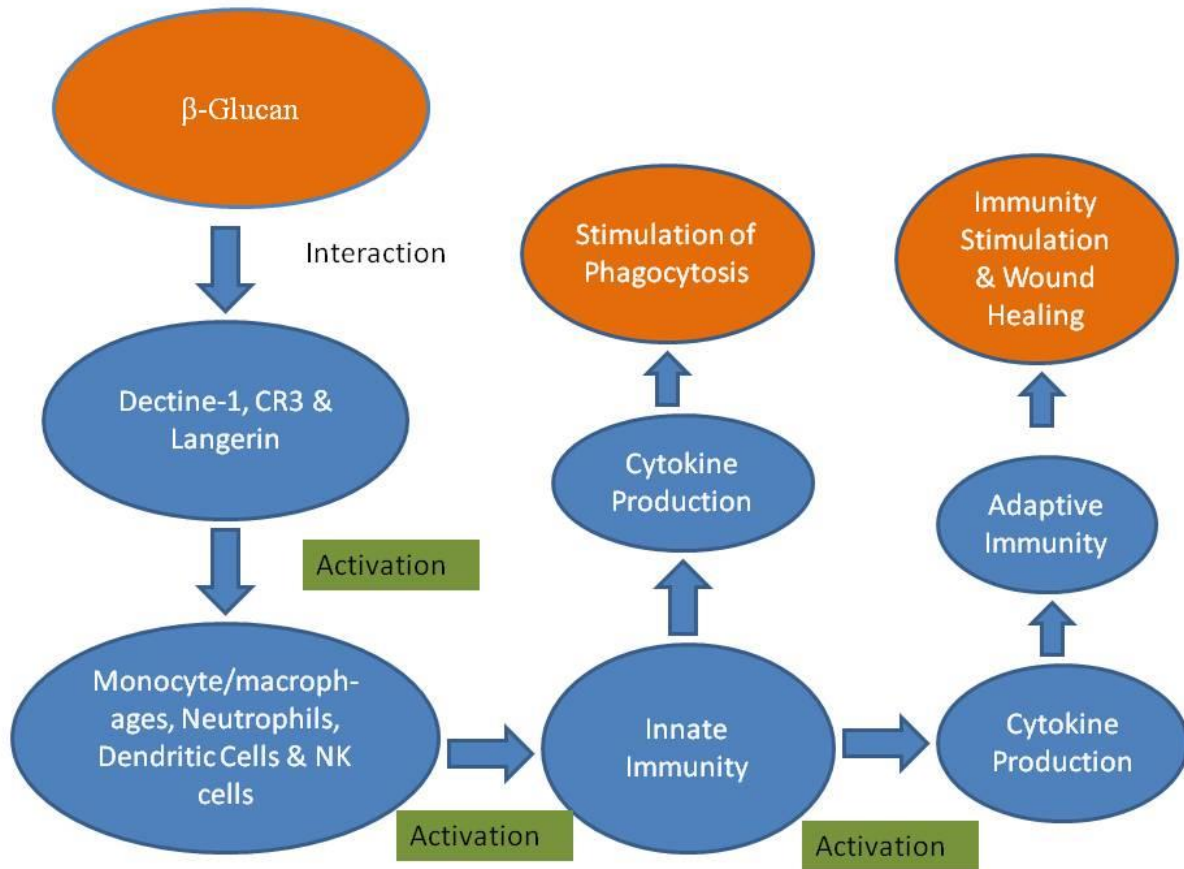 β-Glucan
Interaction
Dectine-1, CR3 &
Langerin
Activation
Monocyte/macroph-
ages, Neutrophils,
Dendritic Cells & NK
cells
Activation
Innate
Immunity
Cytokine
Production
Stimulation of
Phagocytosis
Activation
Cytokine
Production
Adaptive
Immunity
Immunity
Stimulation
& Wound
Healing